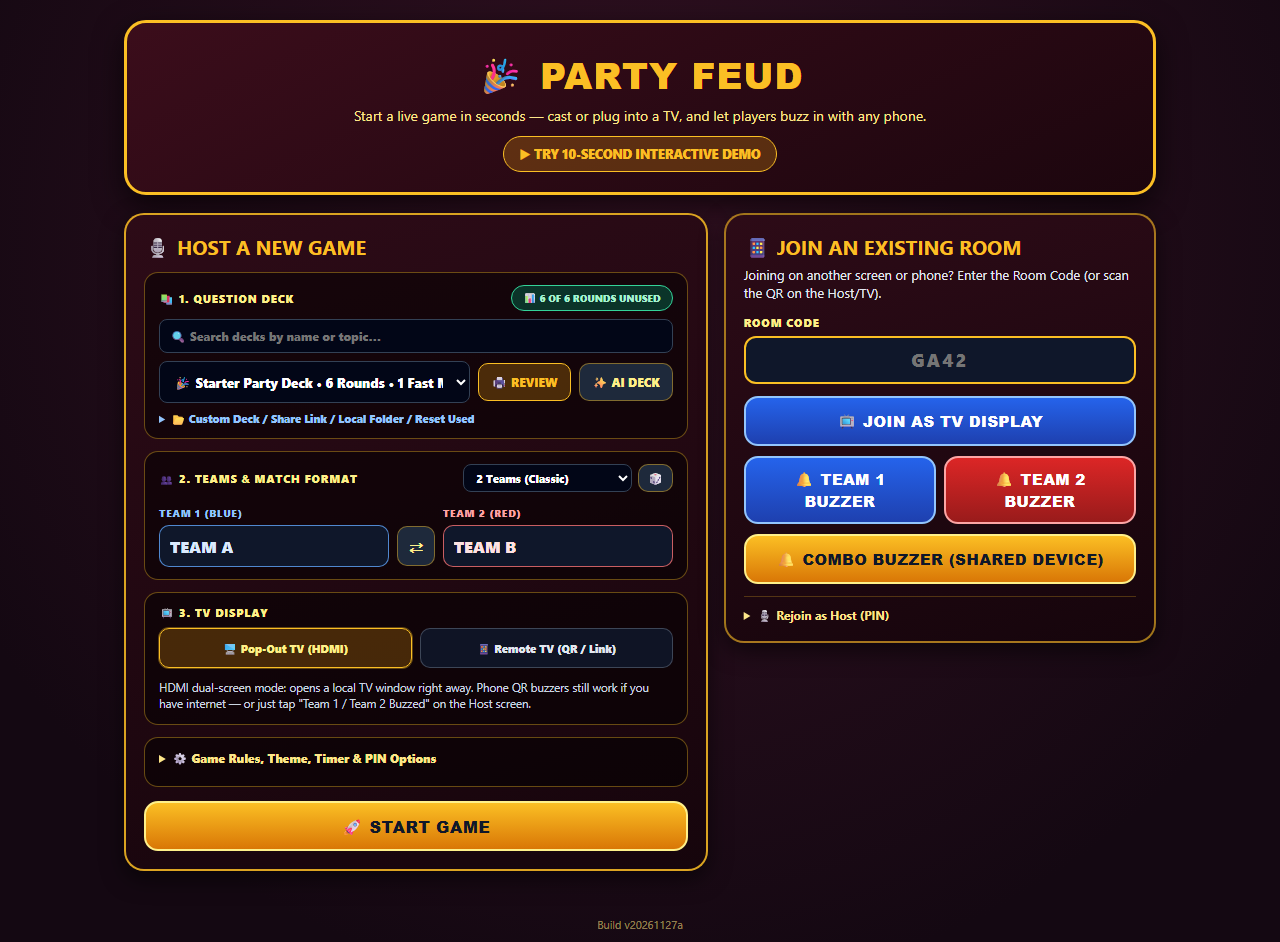 PARTY FEUD
Start a live game in seconds — cast or plug into a TV, and let players buzz in with any phone.
▶ TRY 10-SECOND INTERACTIVE DEMO
HOST A NEW GAME
1. QUESTION DECK
6 OF 6 ROUNDS UNUSED
Search decks by name or topic...
Starter Party Deck • 6 Rounds • 1 Fast
REVIEW
AI DECK
Custom Deck / Share Link / Local Folder / Reset Used
2. TEAMS & MATCH FORMAT
2 Teams (Classic)
TEAM 1 (BLUE)
TEAM 2 (RED)
TEAM A
⇄
TEAM B
3. TV DISPLAY
Pop-Out TV (HDMI)
Remote TV (QR / Link)
HDMI dual-screen mode: opens a local TV window right away. Phone QR buzzers still work if you
have internet — or just tap "Team 1 / Team 2 Buzzed" on the Host screen.
Game Rules, Theme, Timer & PIN Options
START GAME
JOIN AN EXISTING ROOM
Joining on another screen or phone? Enter the Room Code (or scan
the QR on the Host/TV).
ROOM CODE
GA42
JOIN AS TV DISPLAY
TEAM 1
BUZZER
TEAM 2
BUZZER
COMBO BUZZER (SHARED DEVICE)
Rejoin as Host (PIN)
Build v20261127a